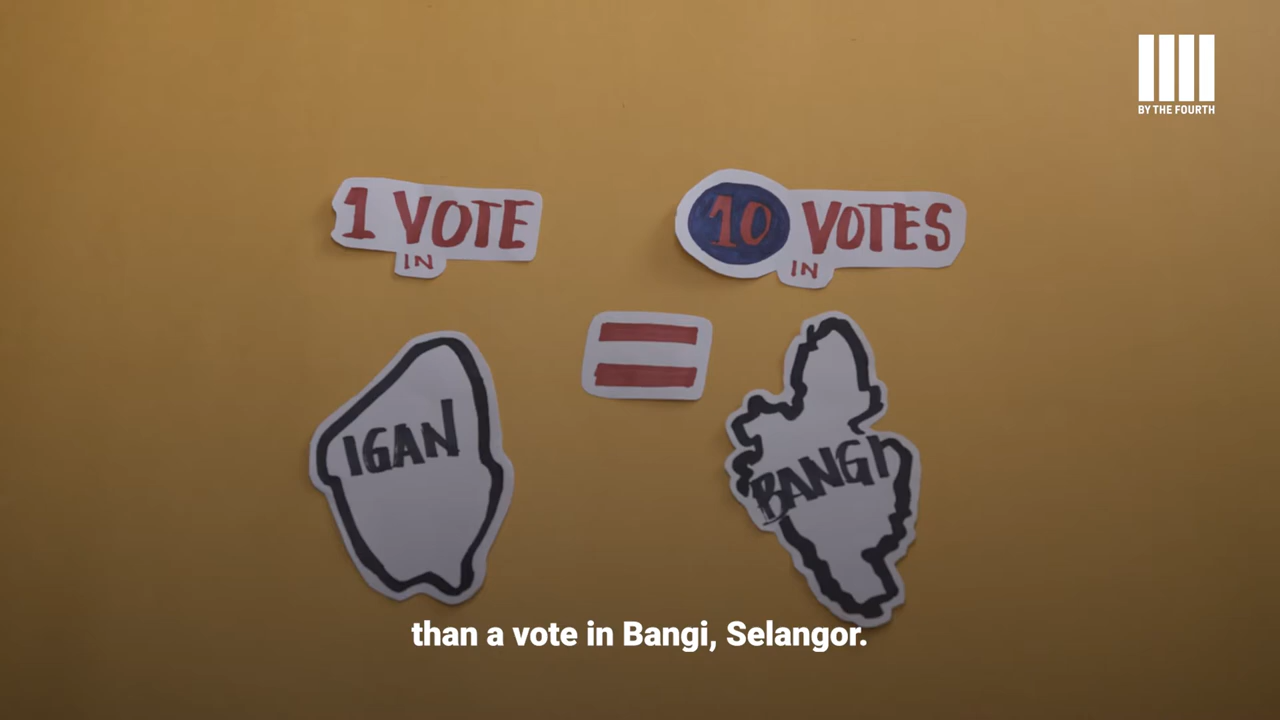 BY THE FOURTH
1 VOTE
IN
10 VOTES
IN
=
IGAN
BANGI
than a vote in Bangi, Selangor.